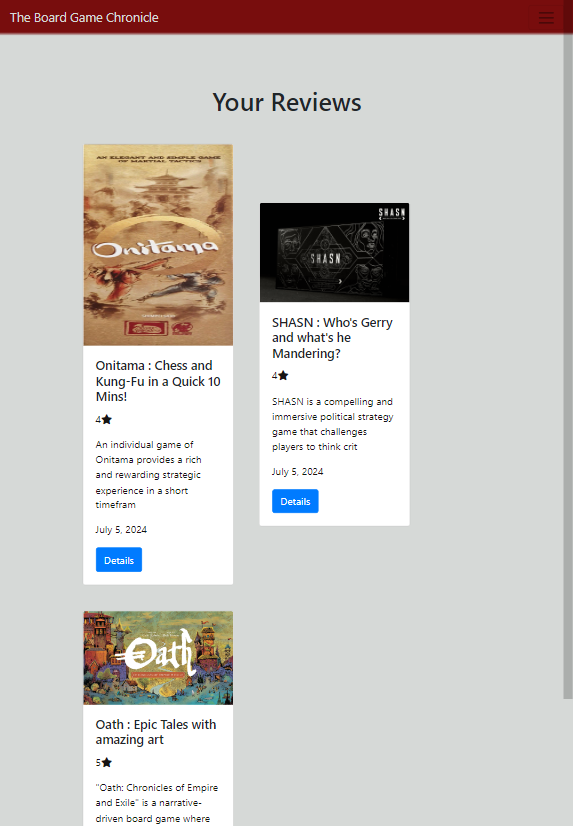 The Board Game Chronicle
Your Reviews
AN ELEGANT AND SIMPLE GAME
OF MARTIAL TACTICS
Onitama
Onitama : Chess and
Kung-Fu in a Quick 10
Mins!
4
An individual game of
Onitama provides a rich
and rewarding strategic
experience in a short
timefram
July 5, 2024
Details
SHASN
SHASN
SHASN : Who's Gerry
and what's he
Mandering?
4
SHASN is a compelling and
immersive political strategy
game that challenges
players to think crit
July 5, 2024
Details
Oath
Oath : Epic Tales with
amazing art
5
"Oath: Chronicles of Empire
and Exile" is a narrative-
driven board game where